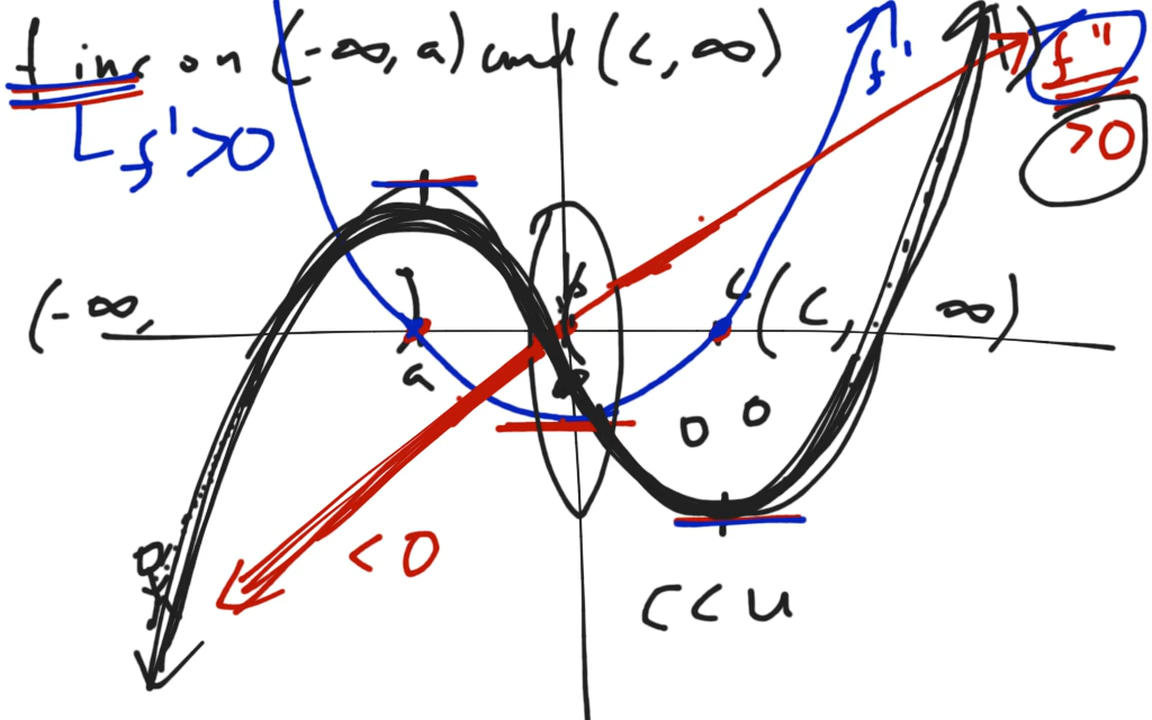 f inc on (-∞, a) and (c, ∞)
f' > 0
f'
f''
> 0
(-∞,
)
a
b
c
(c, ∞)
< 0
CCU